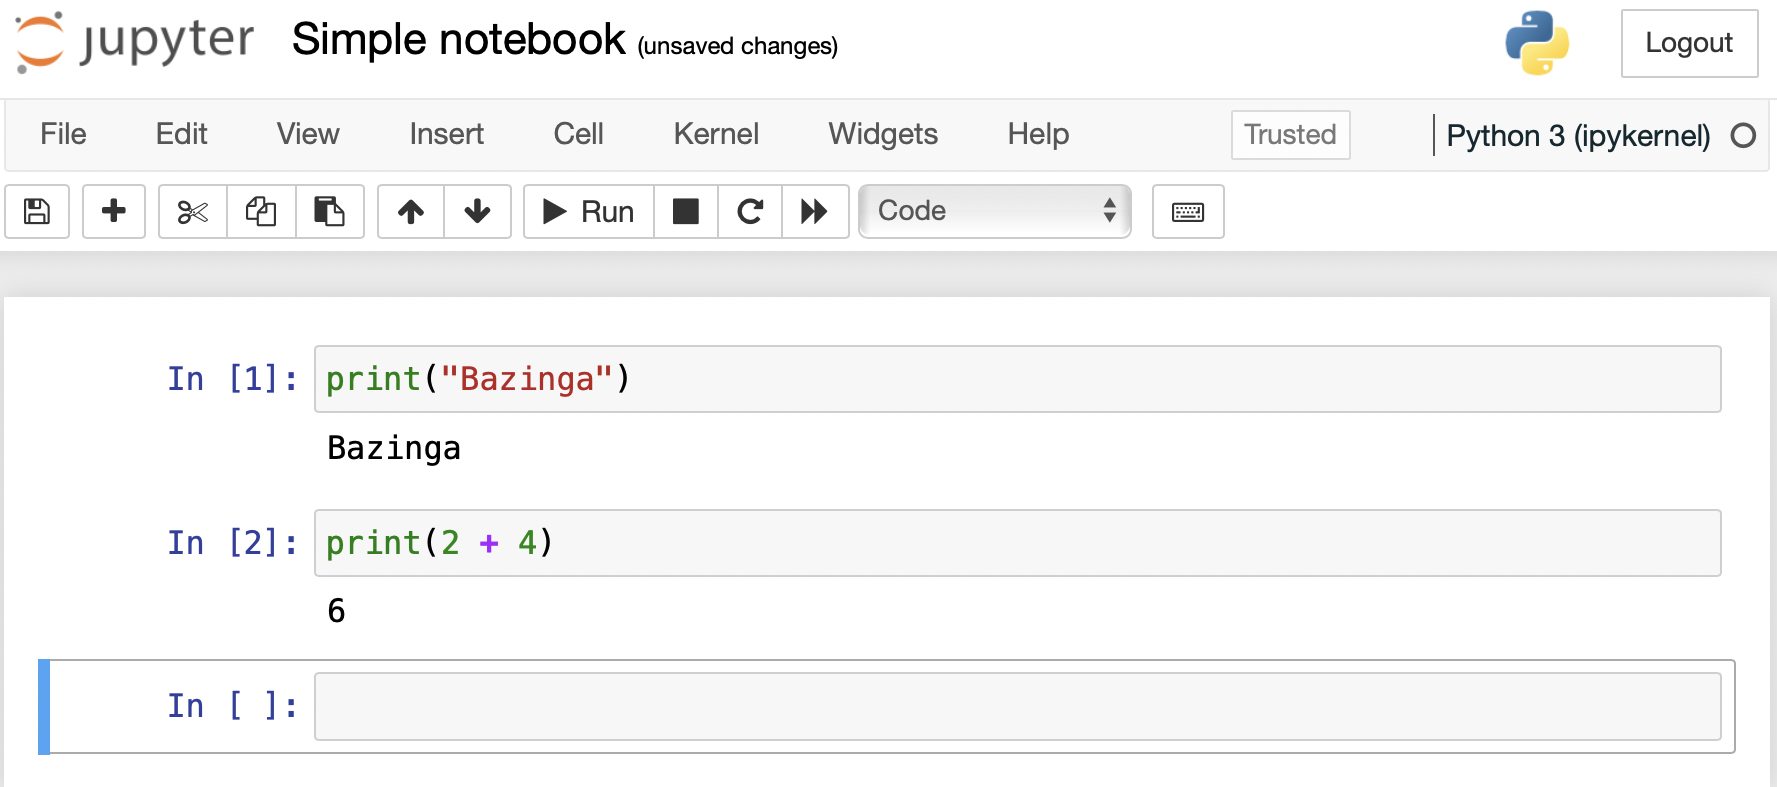 jupyter Simple notebook (unsaved changes) Logout
File Edit View Insert Cell Kernel Widgets Help Trusted Python 3 (ipykernel)
Run Code
In [1]: print("Bazinga")
Bazinga
In [2]: print(2 + 4)
6
In [ ]: